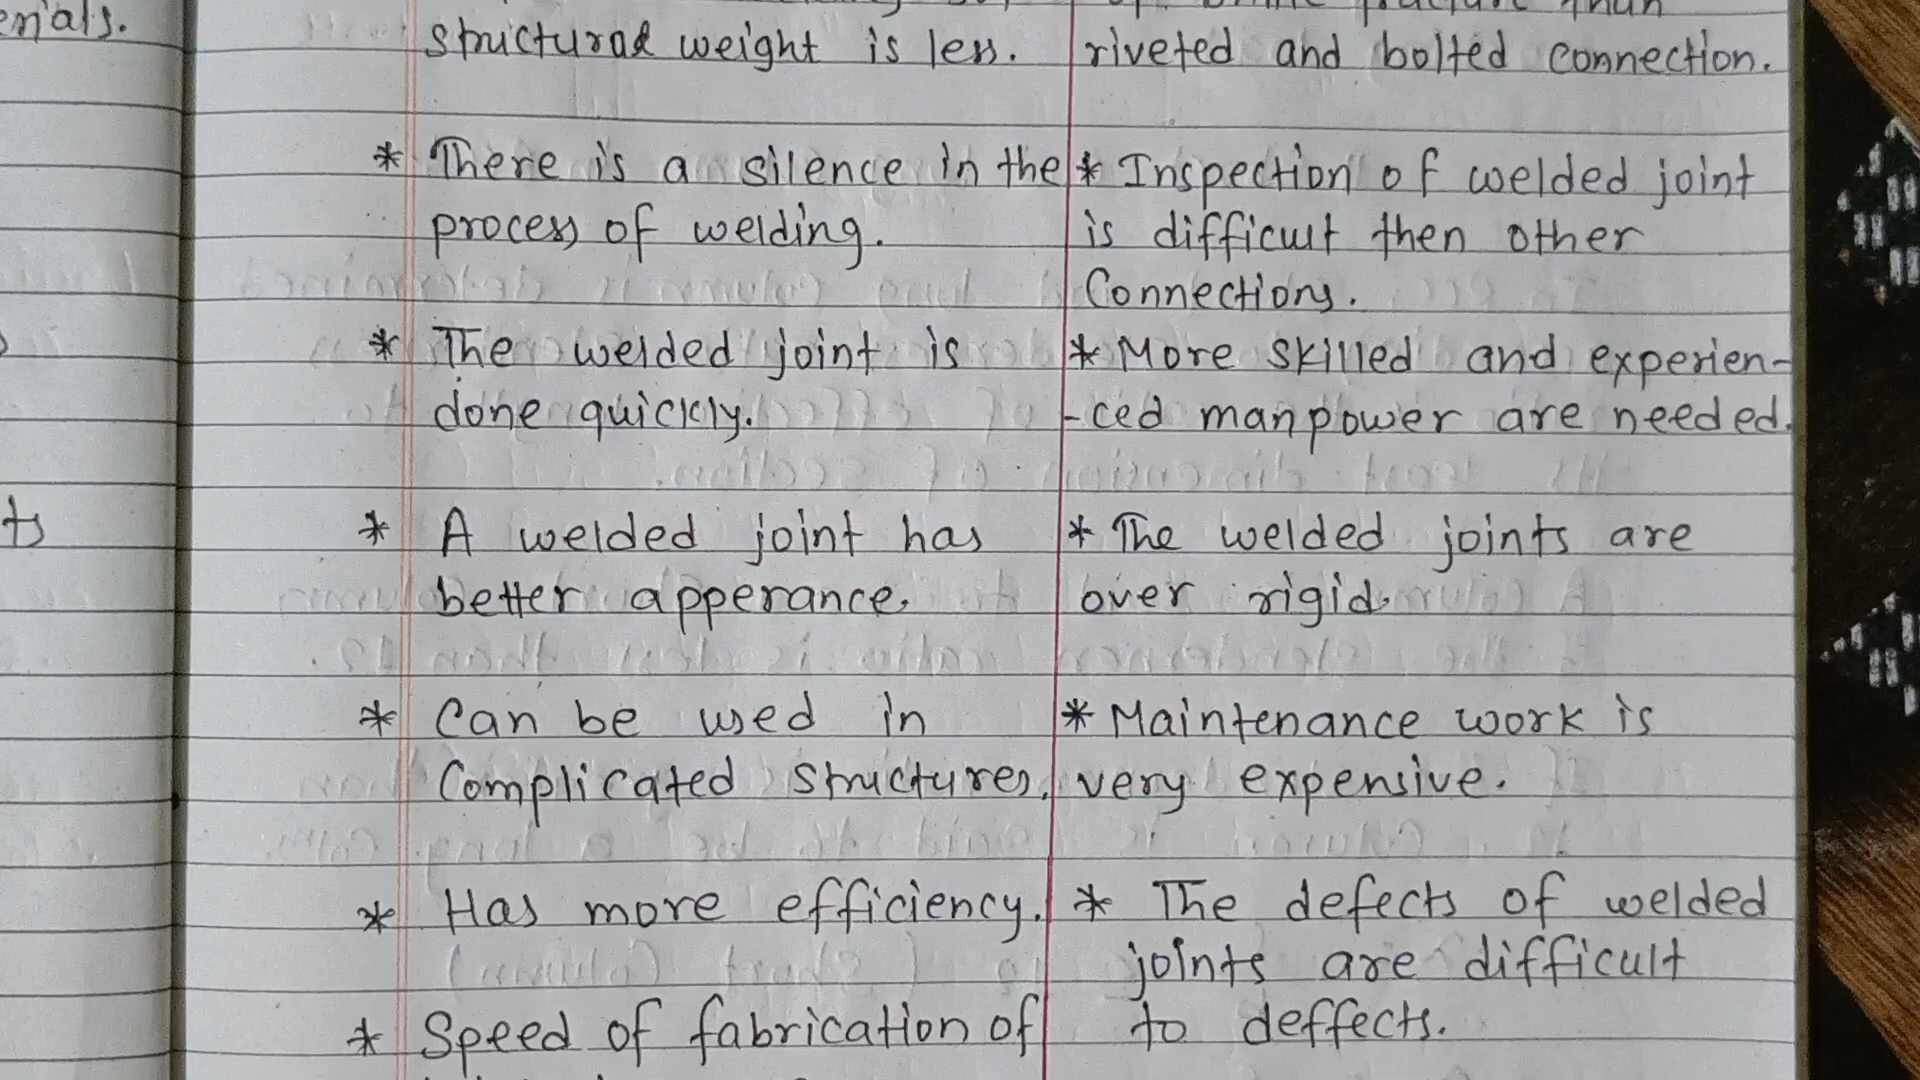 erials.
structural weight is less.
* There is a silence in the
process of welding.
* The welded joint is
done quickly.
* A welded joint has
better apperance.
* Can be used in
Complicated structures.
* Has more efficiency.
* Speed of fabrication of
than
riveted and bolted connection.
* Inspection of welded joint
is difficult then other
Connections.
* More skilled and experien-
-ced manpower are needed.
* The welded joints are
over rigid.
* Maintenance work is
very expensive.
* The defects of welded
joints are difficult
to deffects.